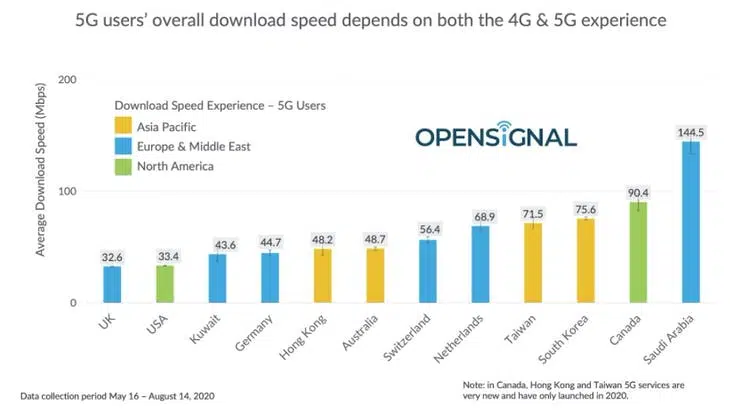 5G users’ overall download speed depends on both the 4G & 5G experience
Average Download Speed (Mbps)
200
100
0
Download Speed Experience – 5G Users
Asia Pacific
Europe & Middle East
North America
OPENSIGNAL
32.6
33.4
43.6
44.7
48.2
48.7
56.4
68.9
71.5
75.6
90.4
144.5
UK
USA
Kuwait
Germany
Hong Kong
Australia
Switzerland
Netherlands
Taiwan
South Korea
Canada
Saudi Arabia
Data collection period May 16 – August 14, 2020
Note: in Canada, Hong Kong and Taiwan 5G services are
very new and have only launched in 2020.